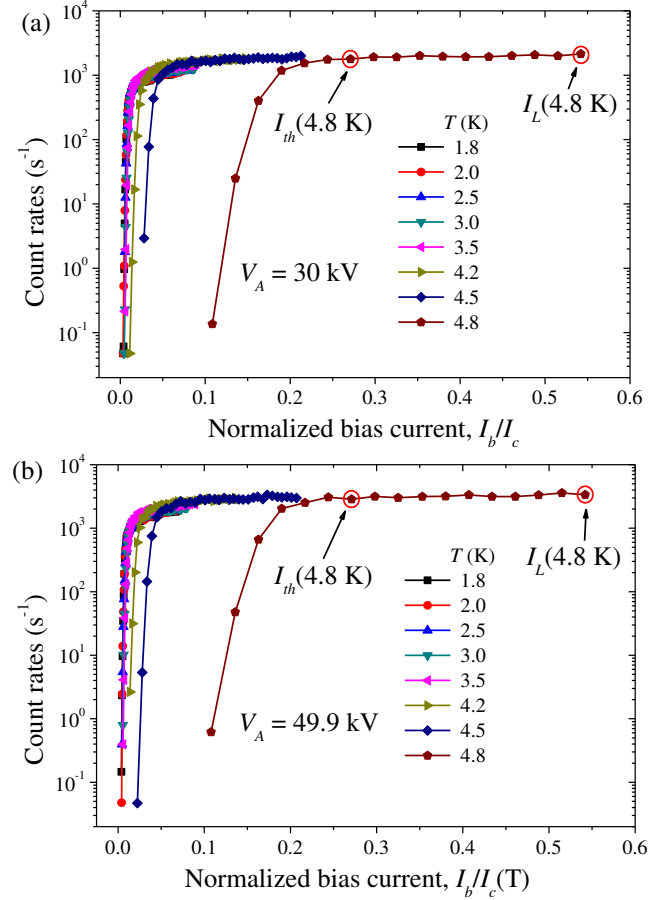 (a)
10^4
10^3
10^2
10^1
10^0
10^-1
Count rates (s^-1)
I_th(4.8 K)
I_L(4.8 K)
T (K)
1.8
2.0
2.5
3.0
3.5
4.2
4.5
4.8
V_A = 30 kV
0.0 0.1 0.2 0.3 0.4 0.5 0.6
Normalized bias current, I_b/I_c
(b)
10^4
10^3
10^2
10^1
10^0
10^-1
Count rates (s^-1)
I_th(4.8 K)
I_L(4.8 K)
T (K)
1.8
2.0
2.5
3.0
3.5
4.2
4.5
4.8
V_A = 49.9 kV
0.0 0.1 0.2 0.3 0.4 0.5 0.6
Normalized bias current, I_b/I_c(T)